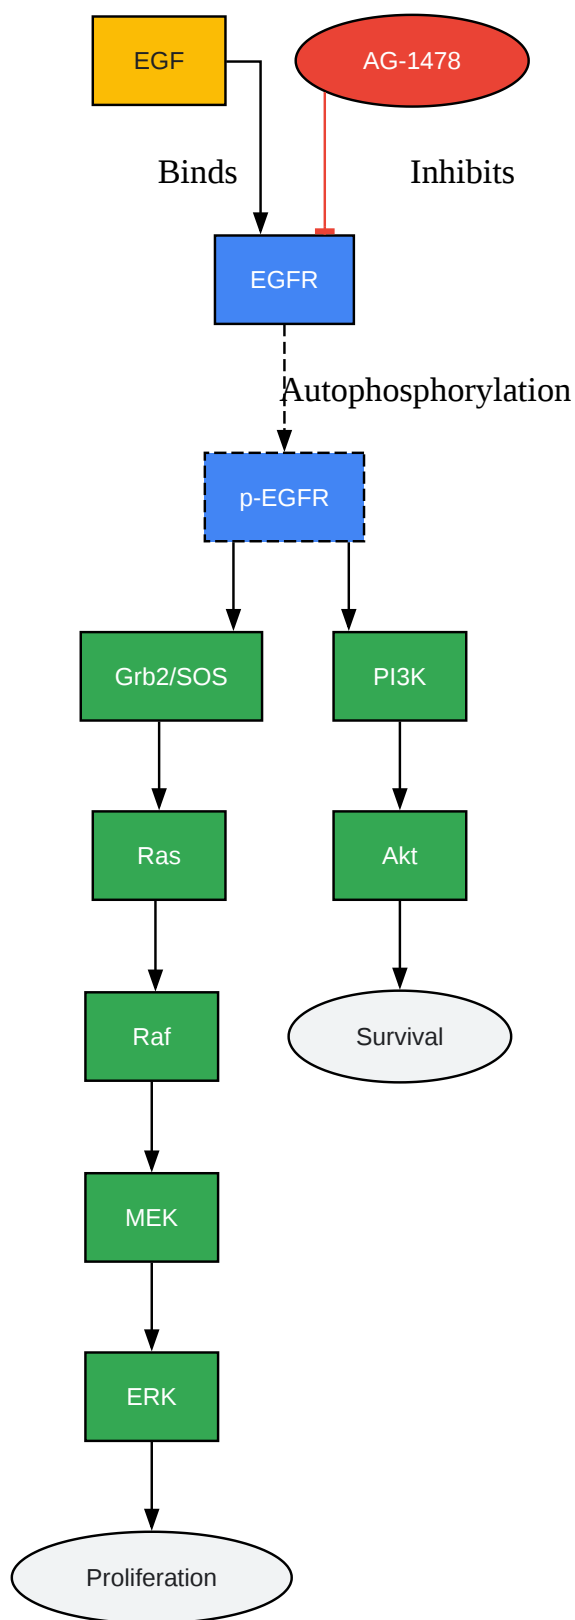 EGF
AG-1478
Binds
Inhibits
EGFR
Autophosphorylation
p-EGFR
Grb2/SOS
PI3K
Ras
Akt
Raf
Survival
MEK
ERK
Proliferation